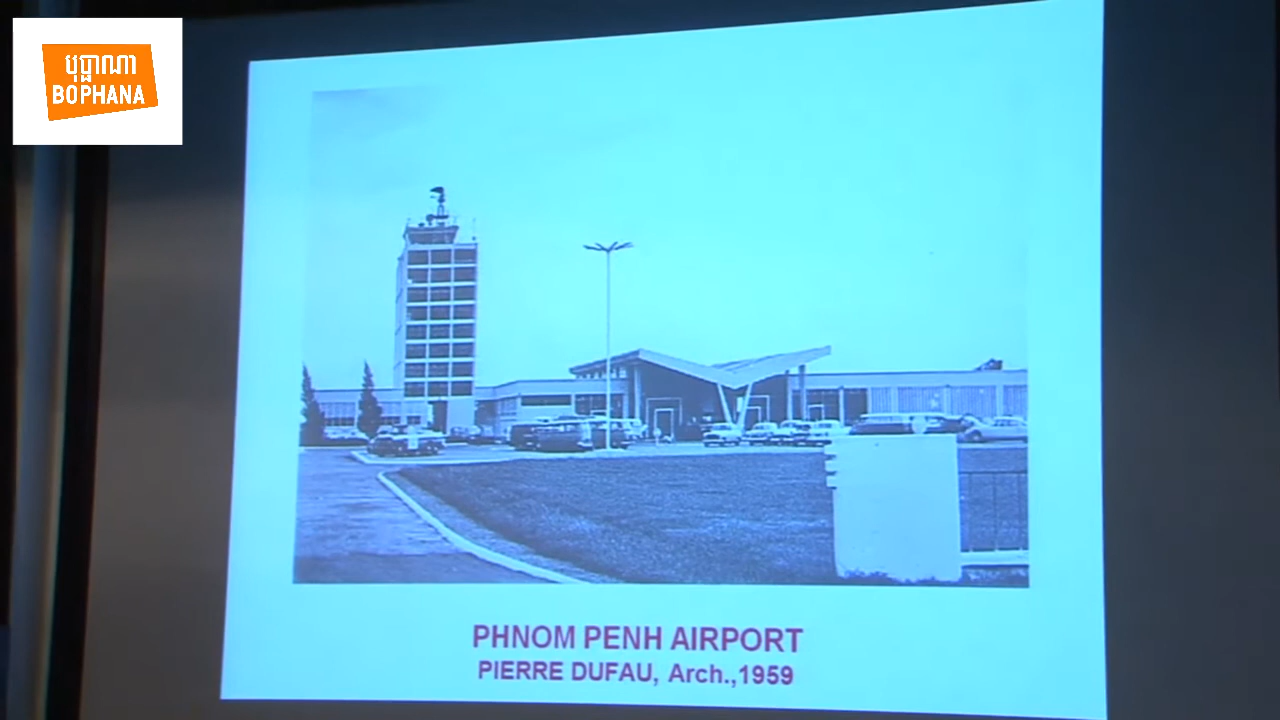 បុប្ផាណា
BOPHANA
PHNOM PENH AIRPORT
PIERRE DUFAU, Arch.,1959